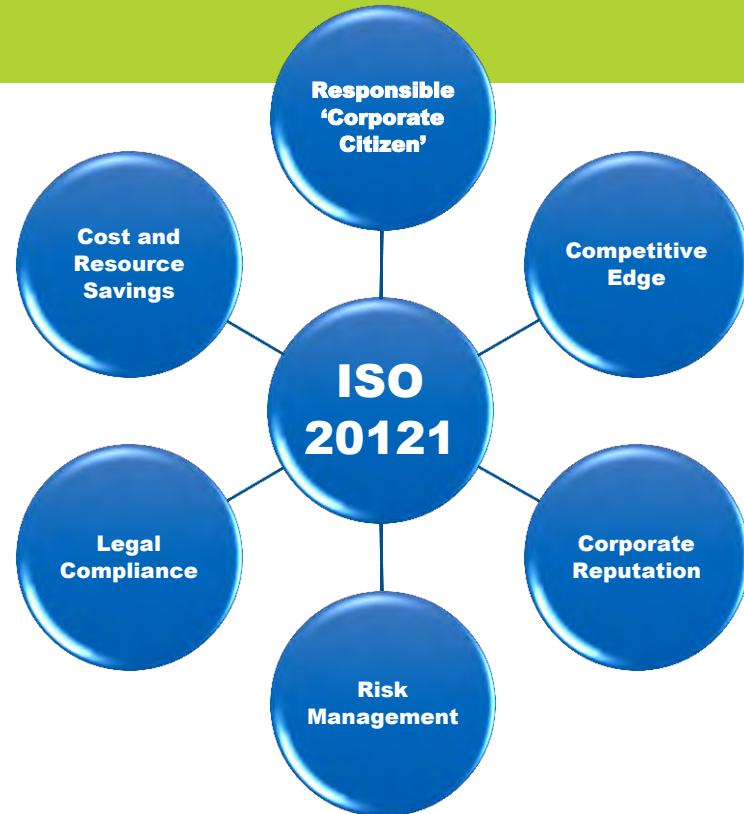 Responsible
‘Corporate
Citizen’
Cost and
Resource
Savings
Competitive
Edge
ISO
20121
Legal
Compliance
Corporate
Reputation
Risk
Management